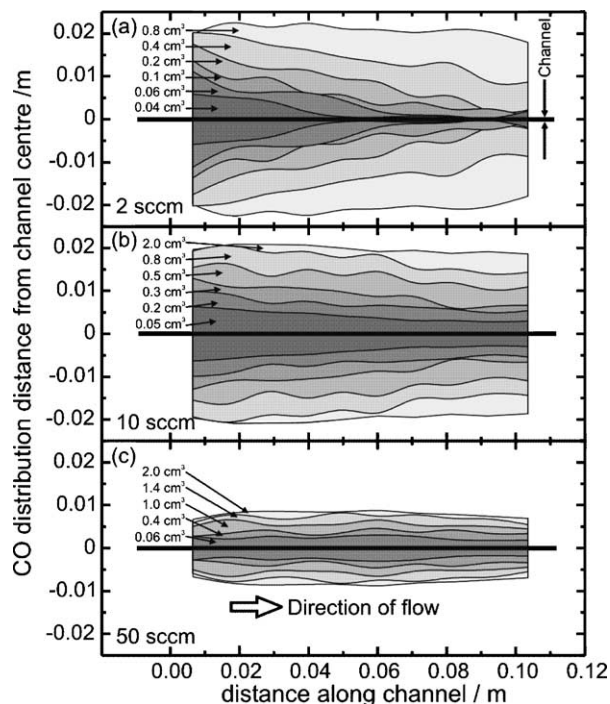 CO distribution distance from channel centre /m
(a)
0.02
0.01
0
-0.01
-0.02
0.8 cm³
0.4 cm³
0.2 cm³
0.1 cm³
0.06 cm³
0.04 cm³
Channel
2 sccm
(b)
0.02
0.01
0
-0.01
-0.02
2.0 cm³
0.8 cm³
0.5 cm³
0.3 cm³
0.2 cm³
0.05 cm³
10 sccm
(c)
0.02
0.01
0
-0.01
-0.02
2.0 cm³
1.4 cm³
1.0 cm³
0.4 cm³
0.06 cm³
Direction of flow
50 sccm
0.00 0.02 0.04 0.06 0.08 0.10 0.12
distance along channel / m